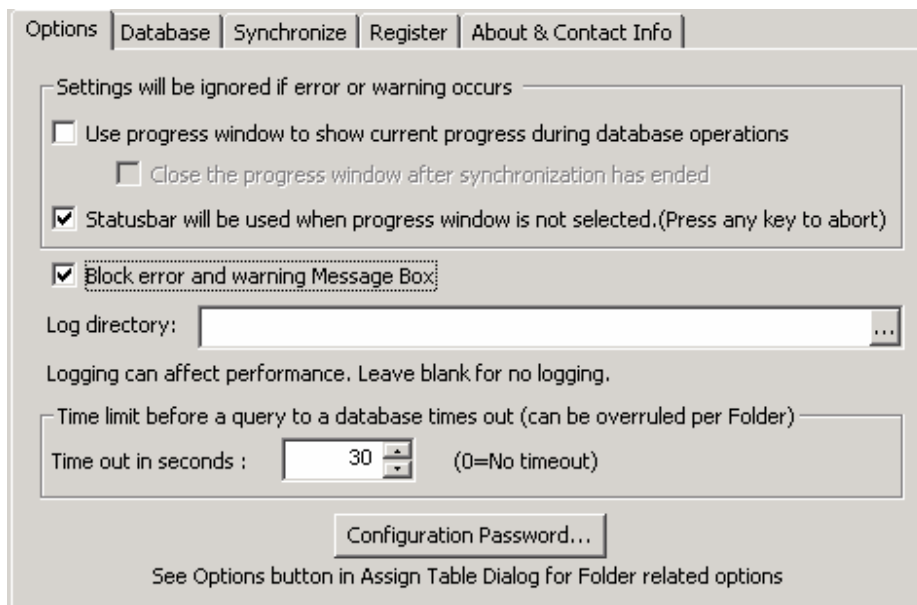 Options Database Synchronize Register About & Contact Info
Settings will be ignored if error or warning occurs
Use progress window to show current progress during database operations
Close the progress window after synchronization has ended
Statusbar will be used when progress window is not selected.(Press any key to abort)
Block error and warning Message Box
Log directory: ...
Logging can affect performance. Leave blank for no logging.
Time limit before a query to a database times out (can be overruled per Folder)
Time out in seconds : 30 (0=No timeout)
Configuration Password...
See Options button in Assign Table Dialog for Folder related options